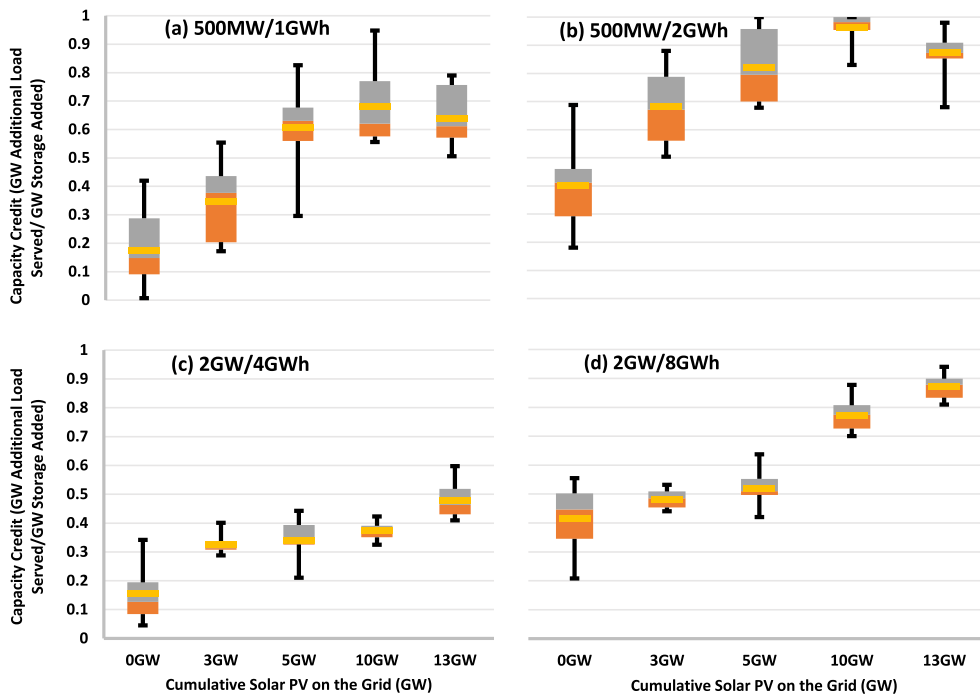 (a) 500MW/1GWh
(b) 500MW/2GWh
Capacity Credit (GW Additional Load
Served/ GW Storage Added)
1
0.9
0.8
0.7
0.6
0.5
0.4
0.3
0.2
0.1
0
(c) 2GW/4GWh
(d) 2GW/8GWh
Capacity Credit (GW Additional Load
Served/GW Storage Added)
1
0.9
0.8
0.7
0.6
0.5
0.4
0.3
0.2
0.1
0
0GW 3GW 5GW 10GW 13GW
0GW 3GW 5GW 10GW 13GW
Cumulative Solar PV on the Grid (GW)
Cumulative Solar PV on the Grid (GW)